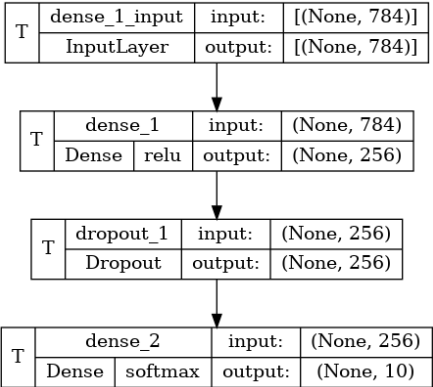 T dense_1_input input: [(None, 784)]
InputLayer output: [(None, 784)]
T dense_1 input: (None, 784)
Dense relu output: (None, 256)
T dropout_1 input: (None, 256)
Dropout output: (None, 256)
T dense_2 input: (None, 256)
Dense softmax output: (None, 10)